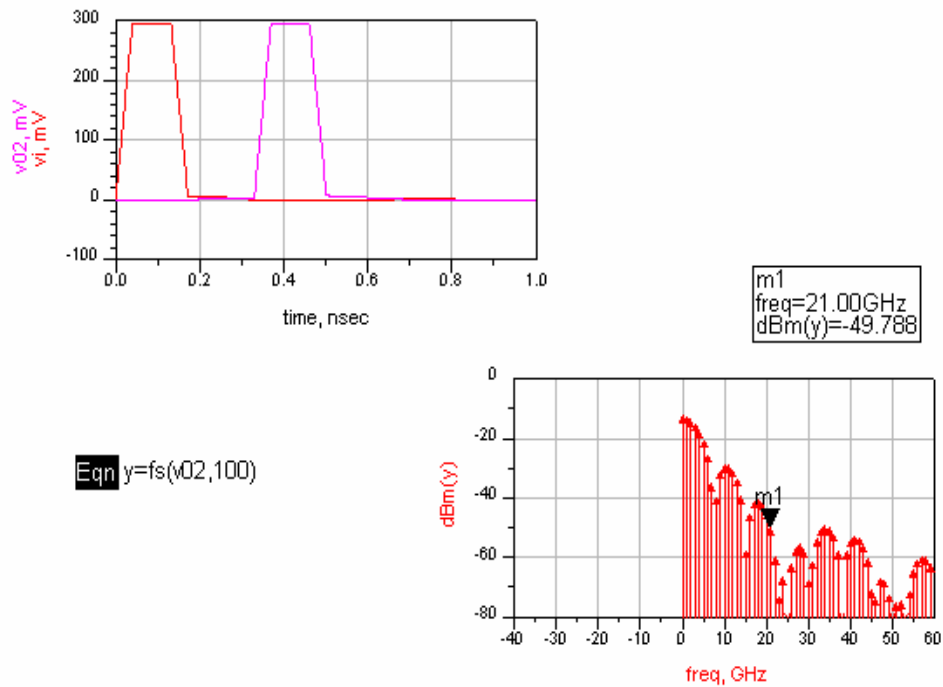 300
200
100
0
-100
v02, mV
vi, mV
0.0 0.2 0.4 0.6 0.8 1.0
time, nsec
m1
freq=21.00GHz
dBm(y)=-49.788
Eqn y=fs(v02,100)
0
-20
-40
-60
-80
dBm(y)
m1
-40 -30 -20 -10 0 10 20 30 40 50 60
freq, GHz